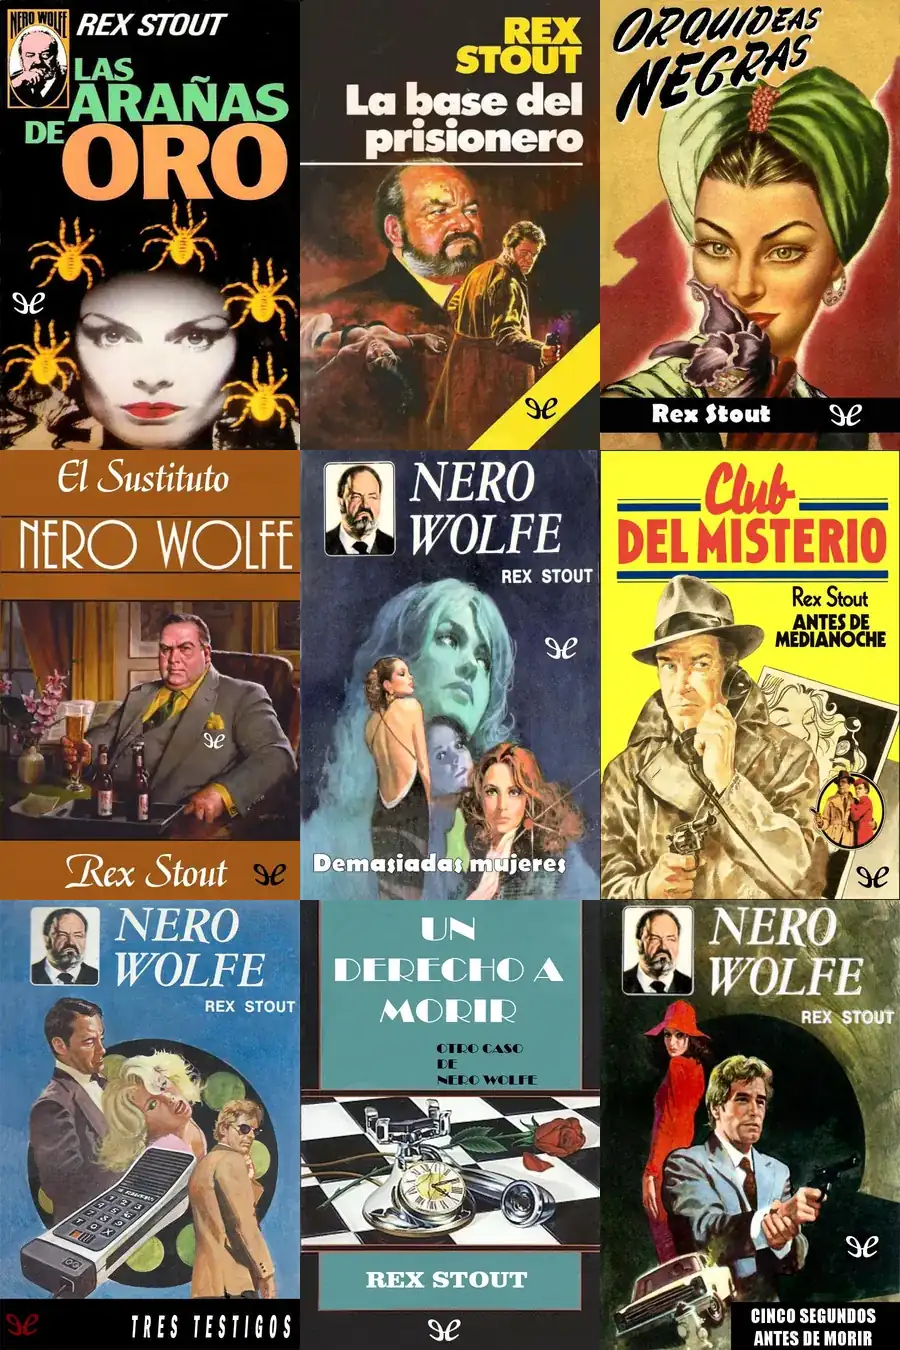 NERO WOLFE
REX STOUT
LAS
ARAÑAS
DE ORO
REX
STOUT
La base del
prisionero
ORQUIDEAS
NEGRAS
Rex Stout
El Sustituto
NERO WOLFE
Rex Stout
NERO
WOLFE
REX STOUT
Demasiadas mujeres
Club
DEL MISTERIO
Rex Stout
ANTES DE
MEDIANOCHE
NERO
WOLFE
REX STOUT
TRES TESTIGOS
UN
DERECHO A
MORIR
OTRO CASO
DE
NERO WOLFE
REX STOUT
NERO
WOLFE
REX STOUT
CINCO SEGUNDOS
ANTES DE MORIR